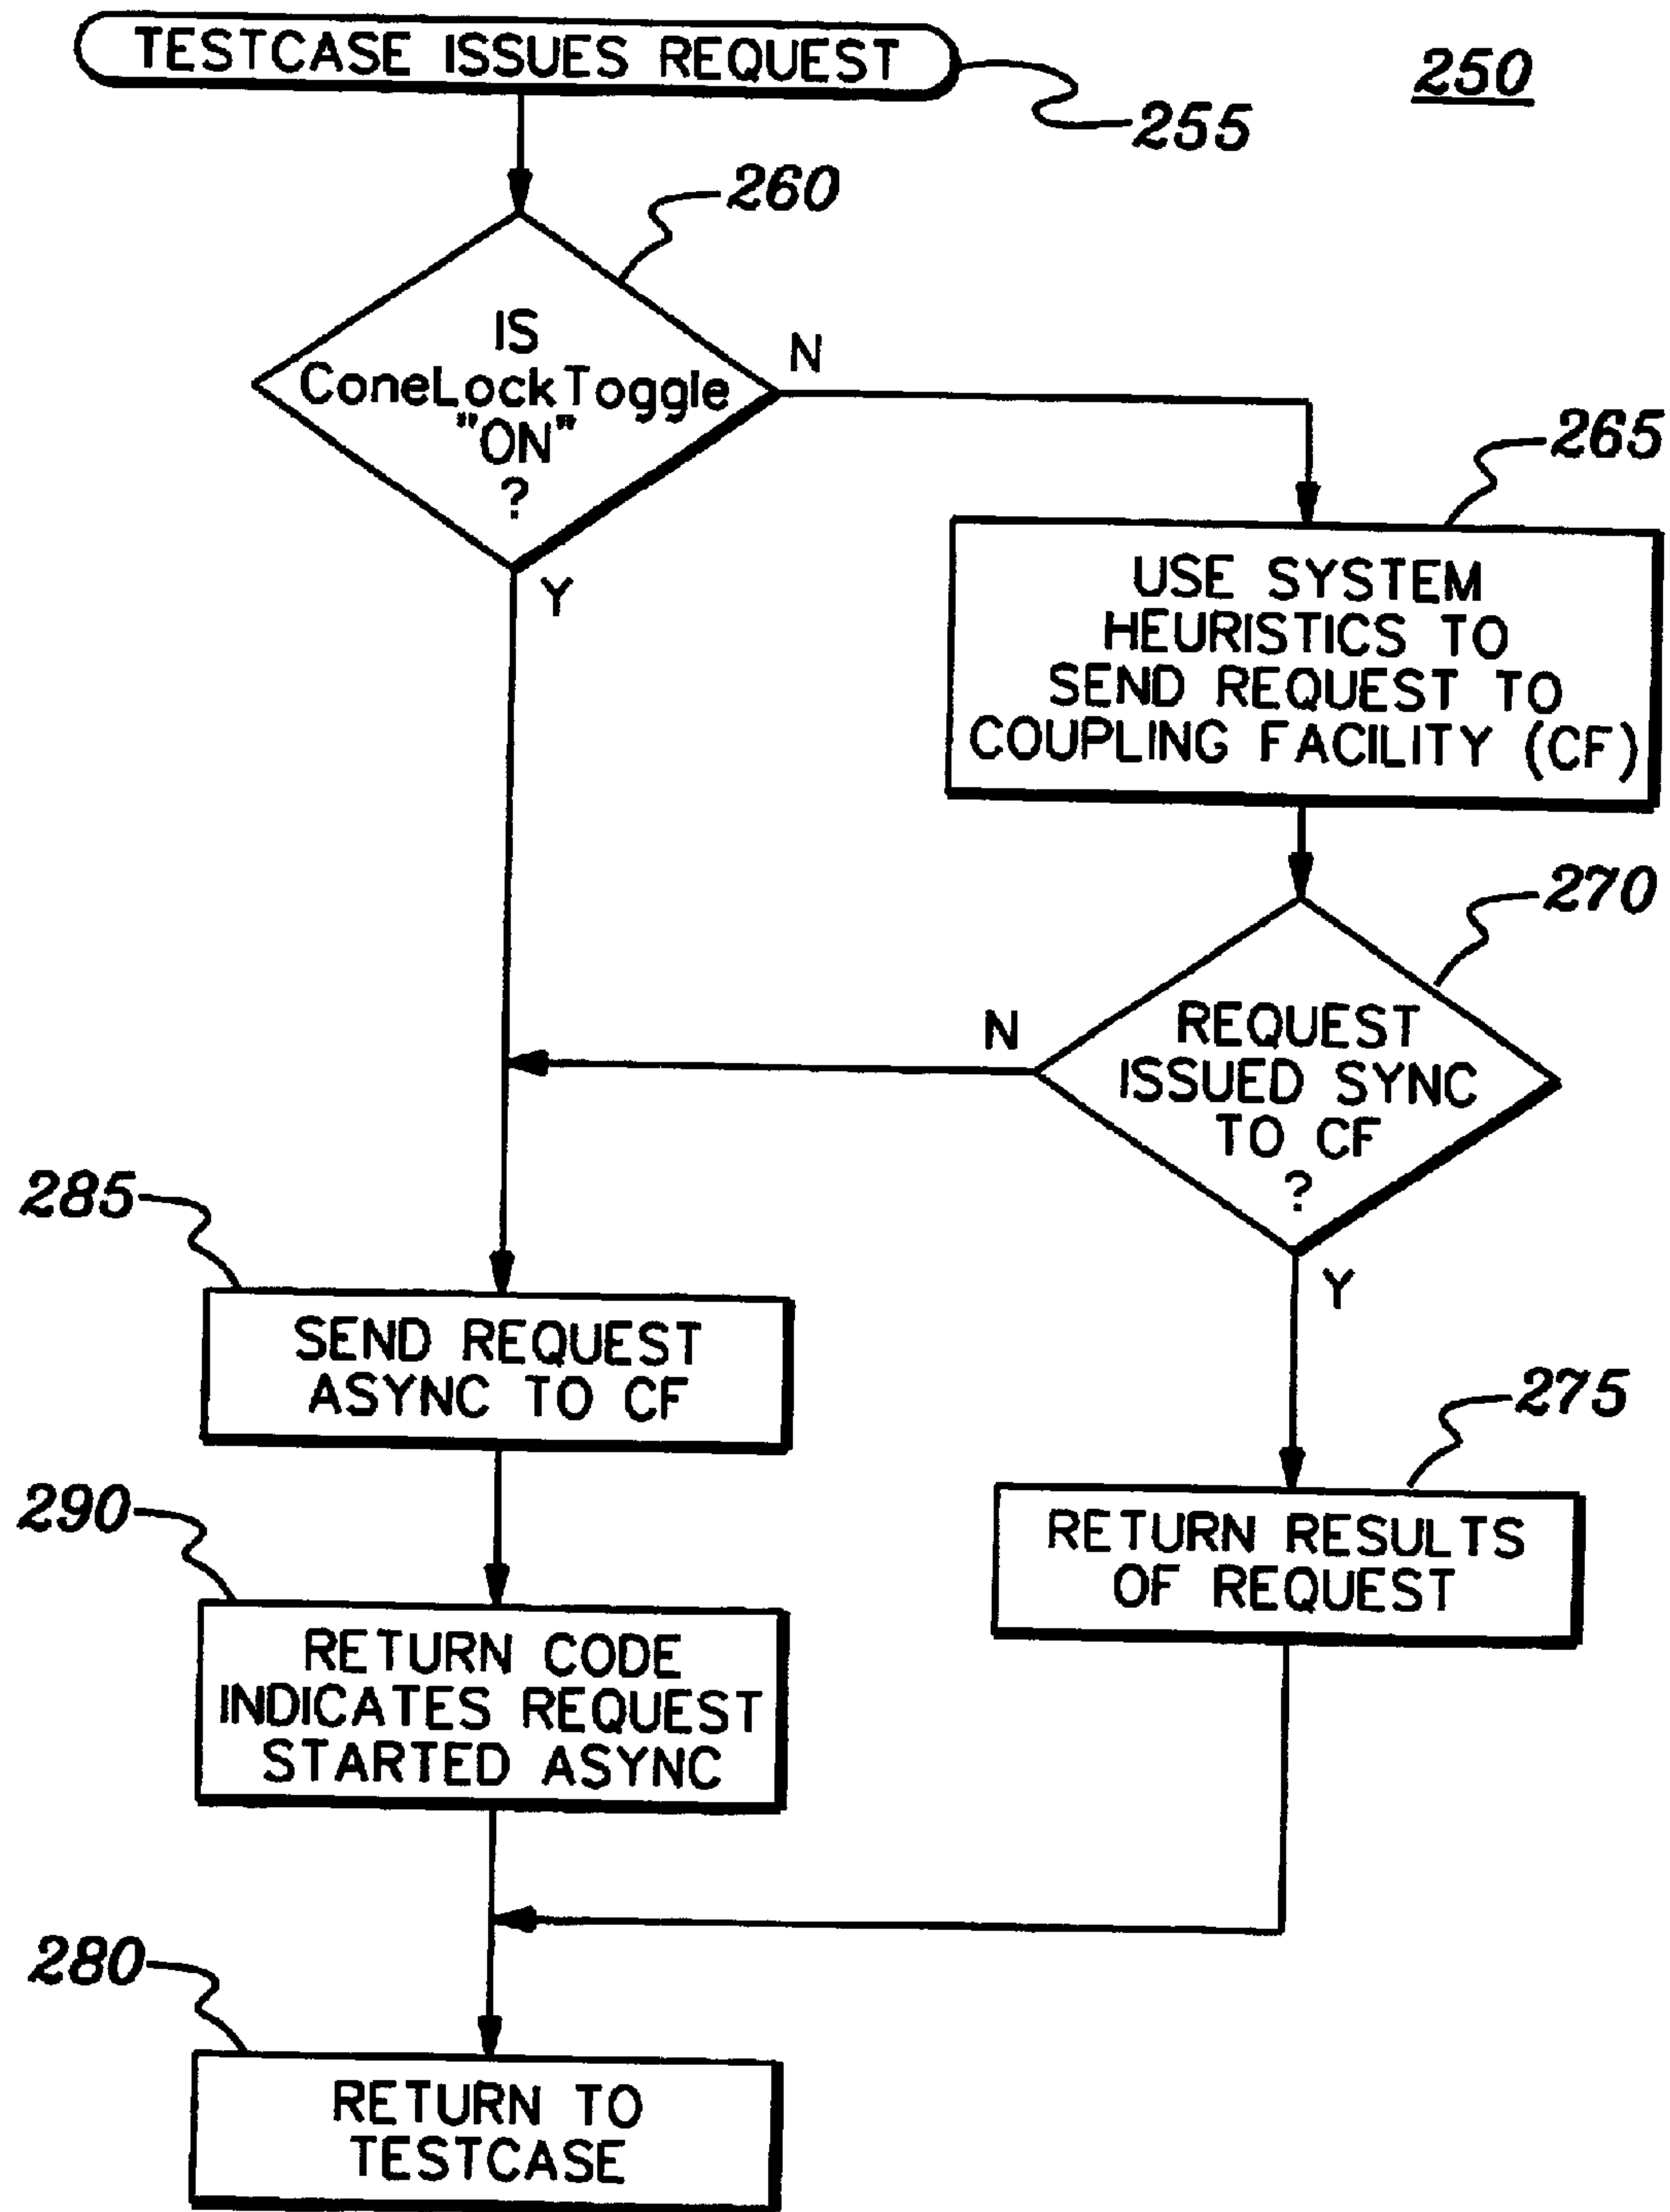 TESTCASE ISSUES REQUEST
250
255
260
IS
ConeLockToggle
"ON"
?
N
Y
265
USE SYSTEM
HEURISTICS TO
SEND REQUEST TO
COUPLING FACILITY (CF)
270
REQUEST
ISSUED SYNC
TO CF
?
N
Y
285
SEND REQUEST
ASYNC TO CF
275
RETURN RESULTS
OF REQUEST
290
RETURN CODE
INDICATES REQUEST
STARTED ASYNC
280
RETURN TO
TESTCASE